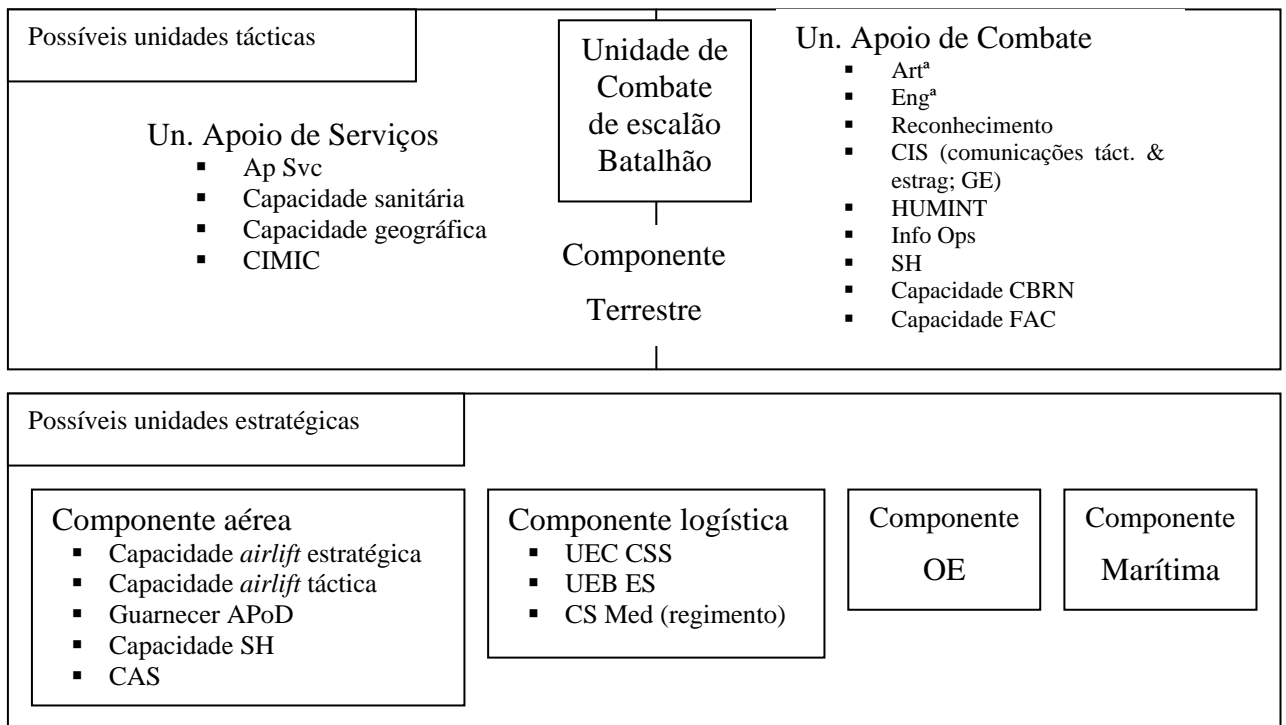 Possíveis unidades tácticas
Un. Apoio de Serviços
▪ Ap Svc
▪ Capacidade sanitária
▪ Capacidade geográfica
▪ CIMIC
Unidade de
Combate
de escalão
Batalhão
Componente
Terrestre
Un. Apoio de Combate
▪ Artª
▪ Engª
▪ Reconhecimento
▪ CIS (comunicações táct. &
estrag; GE)
▪ HUMINT
▪ Info Ops
▪ SH
▪ Capacidade CBRN
▪ Capacidade FAC
Possíveis unidades estratégicas
Componente aérea
▪ Capacidade airlift estratégica
▪ Capacidade airlift táctica
▪ Guarnecer APoD
▪ Capacidade SH
▪ CAS
Componente logística
▪ UEC CSS
▪ UEB ES
▪ CS Med (regimento)
Componente
OE
Componente
Marítima